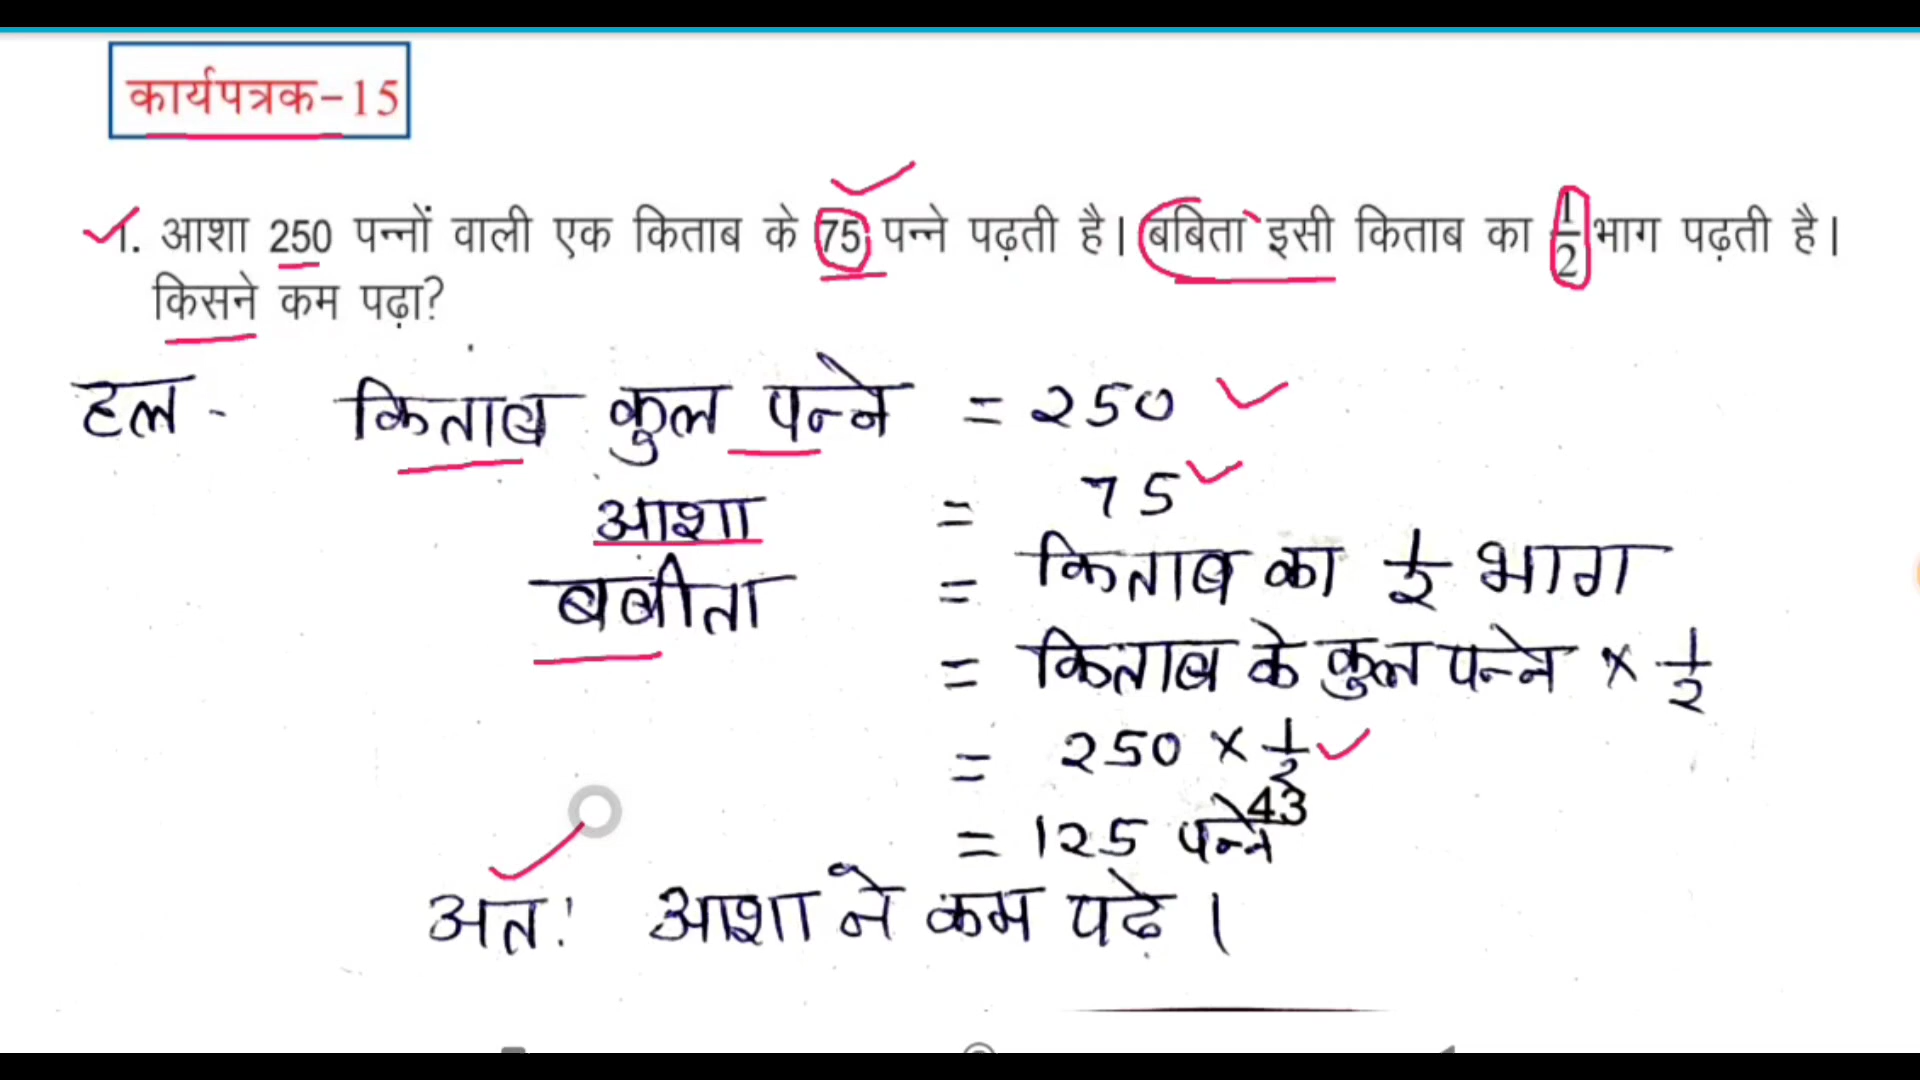 कार्यपत्रक-15
1. आशा 250 पन्नों वाली एक किताब के 75 पन्ने पढ़ती है। बबिता इसी किताब का 1/2 भाग पढ़ती है।
किसने कम पढ़ा?
हल - किताब कुल पन्ने = 250
आशा = 75
बबीता = किताब का 1/2 भाग
= किताब के कुल पन्ने × 1/2
= 250 × 1/2
43
= 125 पन्ने
अतः आशा ने कम पढे।